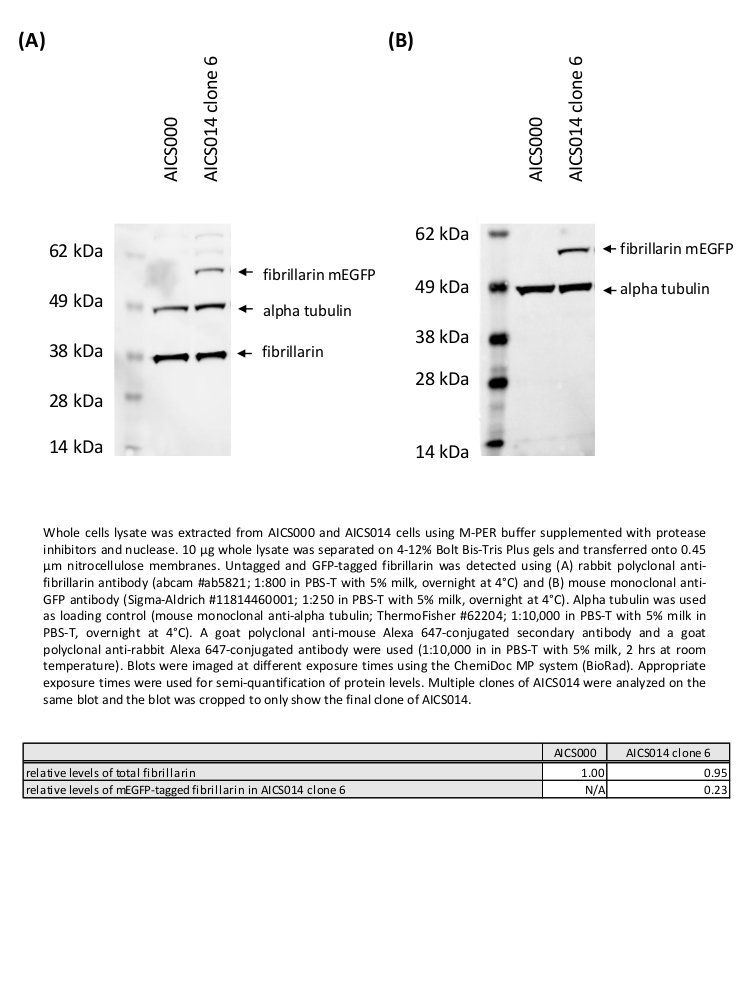 (A)
(B)
AICS000
AICS014 clone 6
AICS000
AICS014 clone 6
62 kDa
49 kDa
38 kDa
28 kDa
14 kDa
fibrillarin mEGFP
alpha tubulin
fibrillarin
62 kDa
49 kDa
38 kDa
28 kDa
14 kDa
fibrillarin mEGFP
alpha tubulin
Whole cells lysate was extracted from AICS000 and AICS014 cells using M-PER buffer supplemented with protease
inhibitors and nuclease. 10 µg whole lysate was separated on 4-12% Bolt Bis-Tris Plus gels and transferred onto 0.45
µm nitrocellulose membranes. Untagged and GFP-tagged fibrillarin was detected using (A) rabbit polyclonal anti-
fibrillarin antibody (abcam #ab5821; 1:800 in PBS-T with 5% milk, overnight at 4°C) and (B) mouse monoclonal anti-
GFP antibody (Sigma-Aldrich #11814460001; 1:250 in PBS-T with 5% milk, overnight at 4°C). Alpha tubulin was used
as loading control (mouse monoclonal anti-alpha tubulin; ThermoFisher #62204; 1:10,000 in PBS-T with 5% milk in
PBS-T, overnight at 4°C). A goat polyclonal anti-mouse Alexa 647-conjugated secondary antibody and a goat
polyclonal anti-rabbit Alexa 647-conjugated antibody were used (1:10,000 in in PBS-T with 5% milk, 2 hrs at room
temperature). Blots were imaged at different exposure times using the ChemiDoc MP system (BioRad). Appropriate
exposure times were used for semi-quantification of protein levels. Multiple clones of AICS014 were analyzed on the
same blot and the blot was cropped to only show the final clone of AICS014.
AICS000 AICS014 clone 6
relative levels of total fibrillarin 1.00 0.95
relative levels of mEGFP-tagged fibrillarin in AICS014 clone 6 N/A 0.23